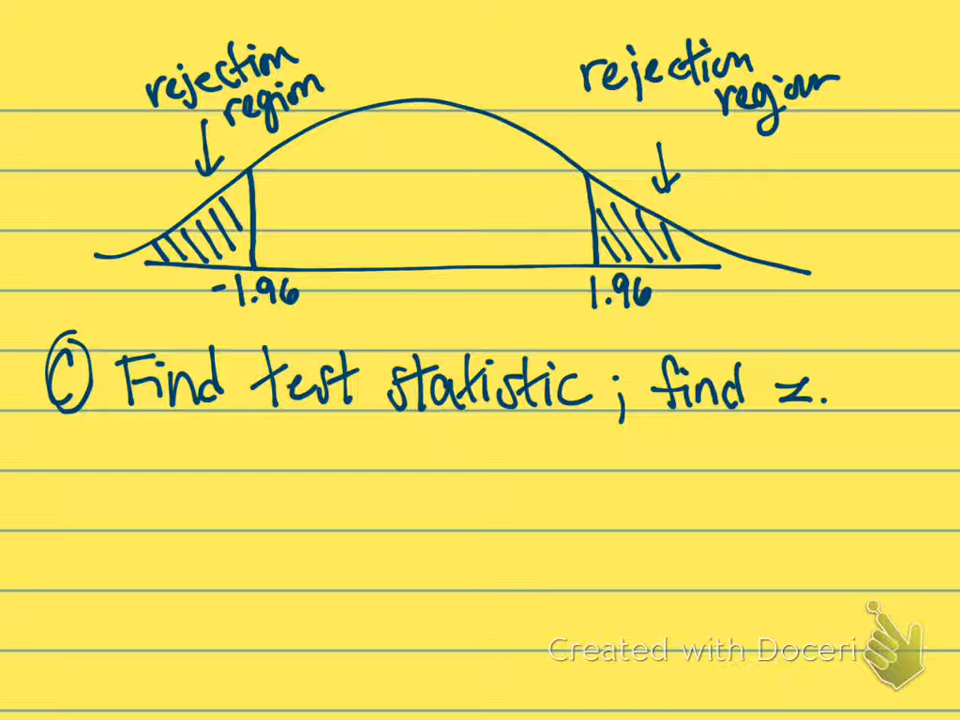 rejection
region
rejection
region
-1.96
1.96
C Find test statistic; find z.
Created with Doceri